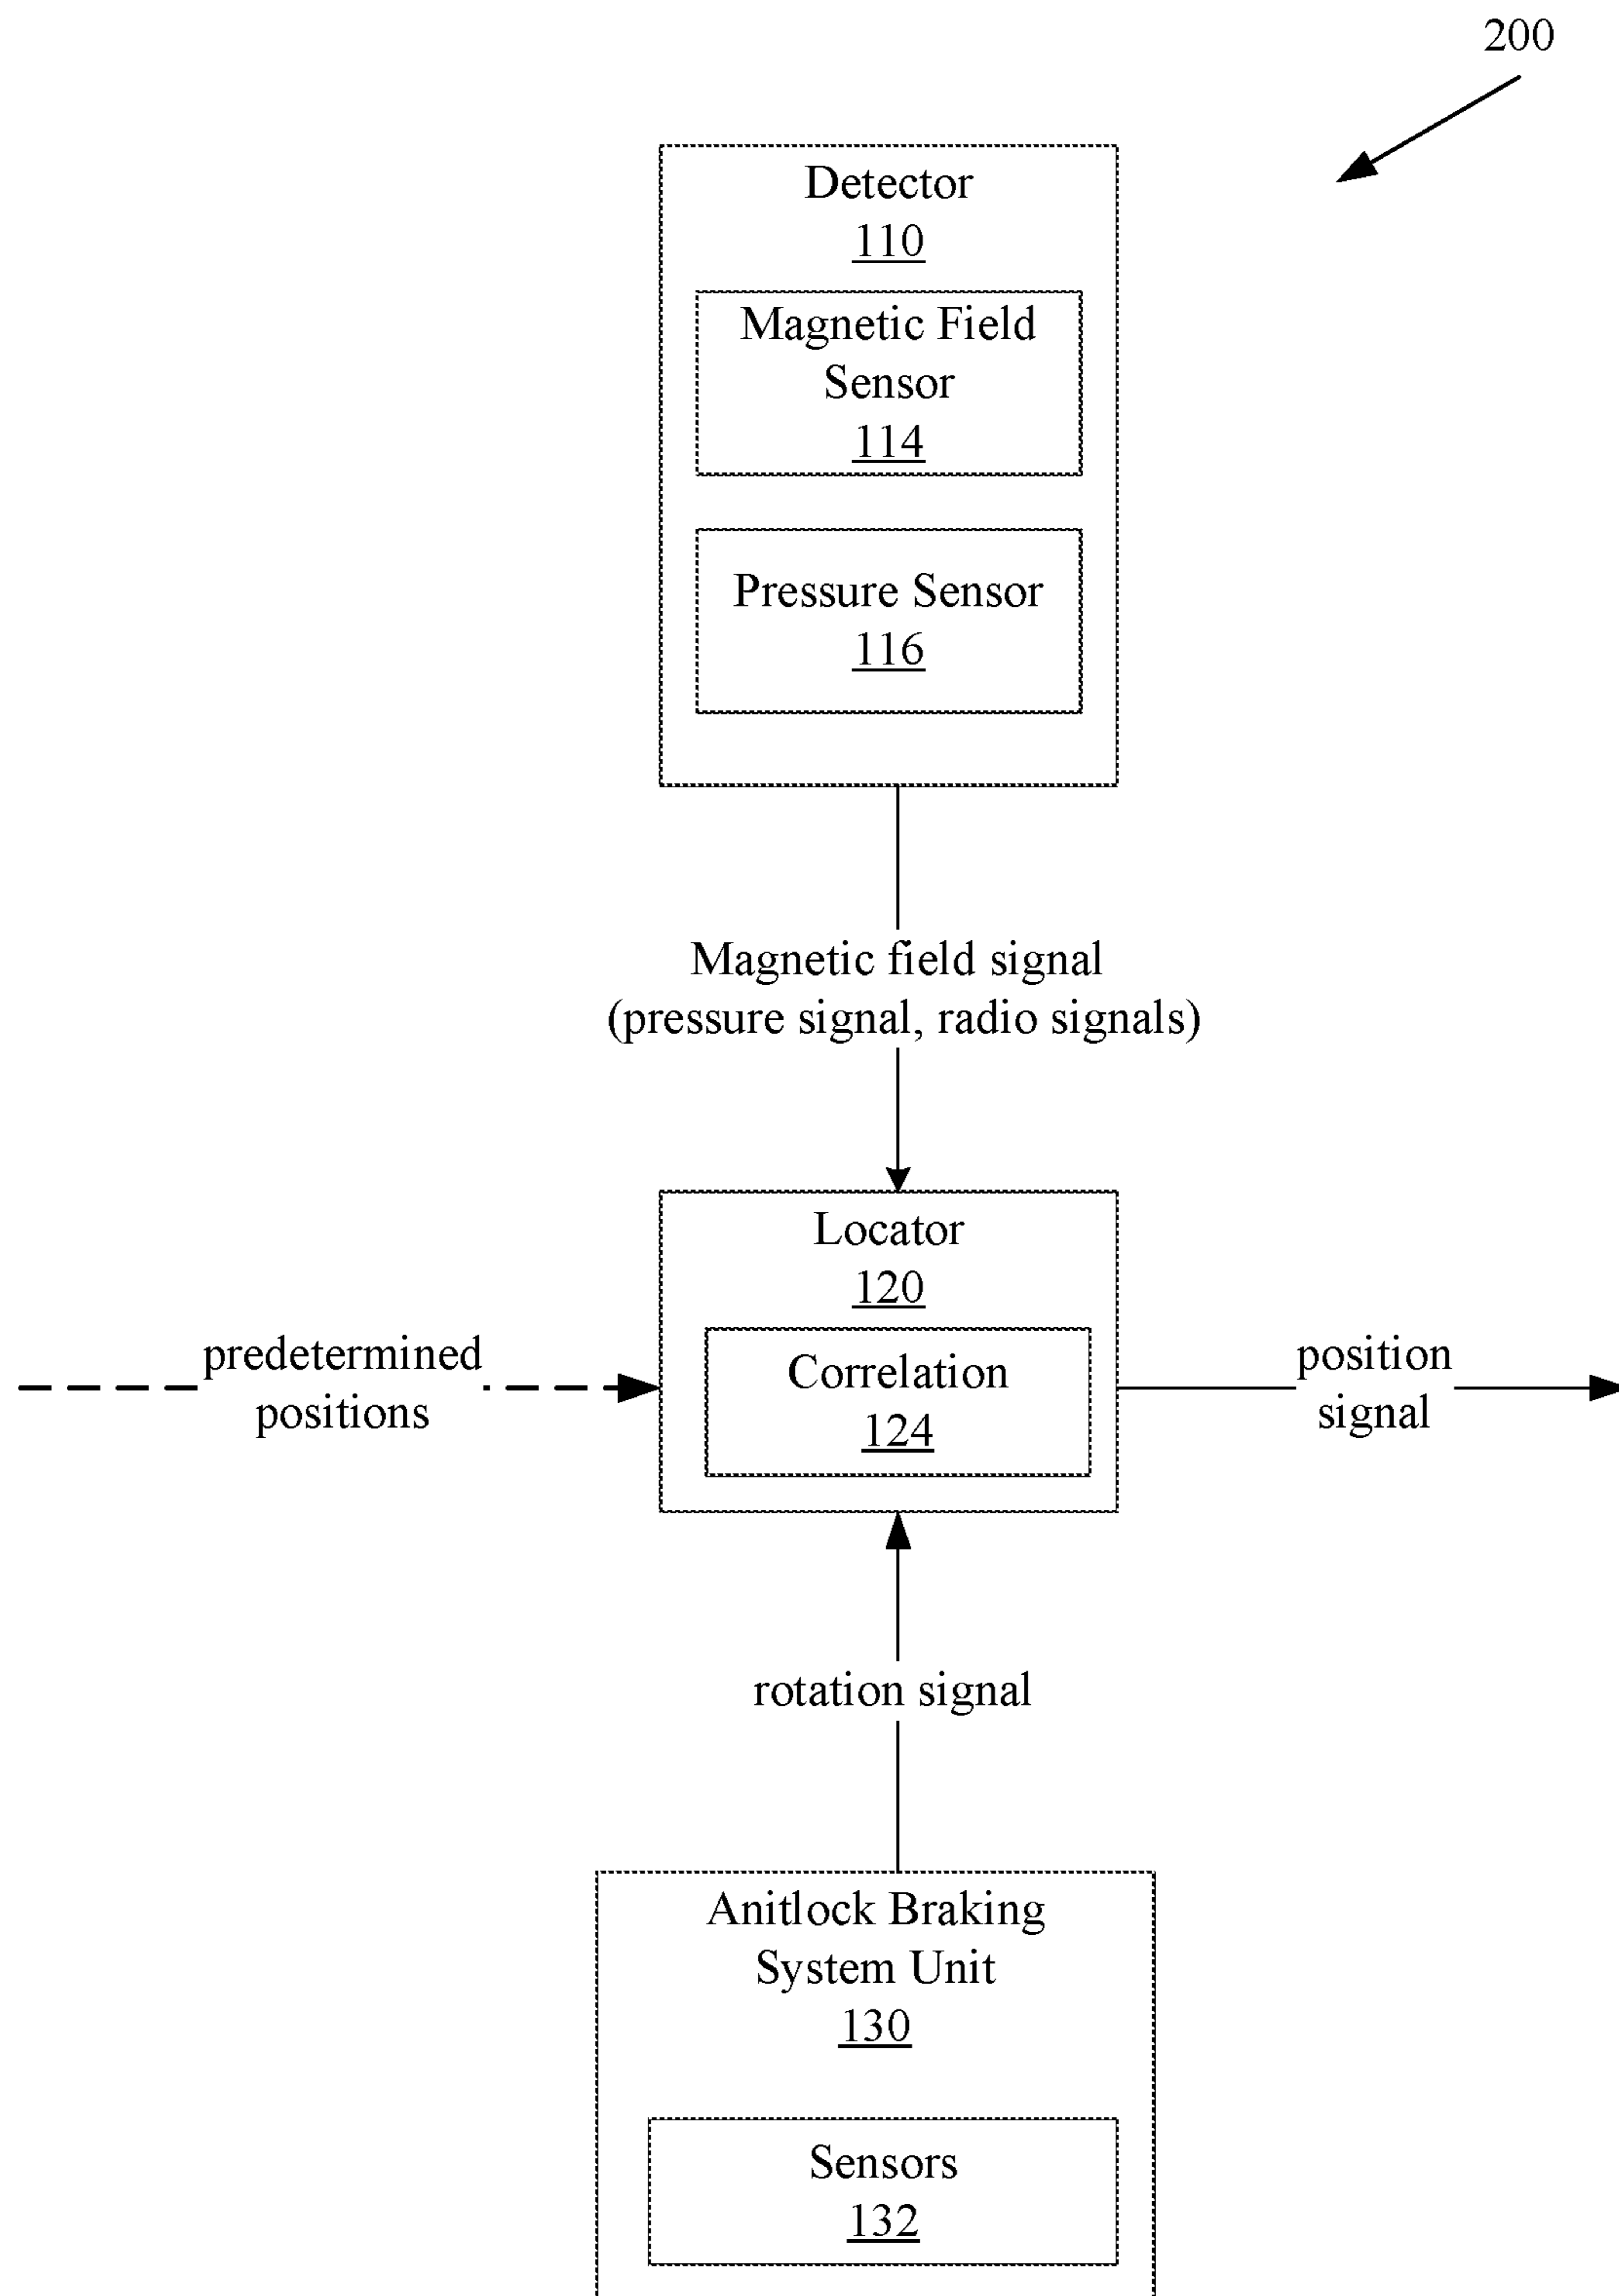 200
Detector
110
Magnetic Field
Sensor
114
Pressure Sensor
116
Magnetic field signal
(pressure signal, radio signals)
Locator
120
Correlation
124
predetermined
positions
position
signal
rotation signal
Anitlock Braking
System Unit
130
Sensors
132